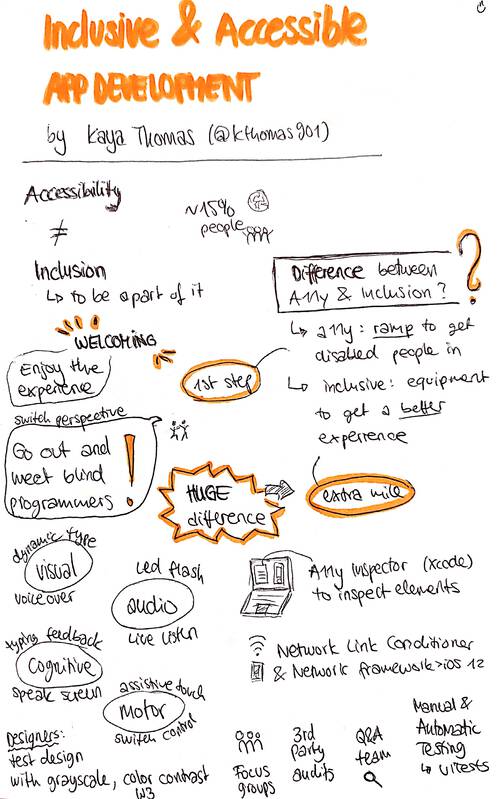 Inclusive & Accessible
APP DEVELOPMENT
by Kaya Thomas (@kthomas901)
Accessibility
≠
Inclusion
↳ to be a part of it
~15%
people
Difference between
A11y & Inclusion?
?
↳ a11y: ramp to get
disabled people in
↳ inclusive: equipment
to get a better
experience
WELCOMING
Enjoy the
experience
1st step
switch perspective
Go out and
meet blind
programmers!
HUGE
difference
extra mile
dynamic type
visual
voiceover
Led flash
audio
Live Listen
typing feedback
Cognitive
speak screen
assistive touch
Motor
switch control
A11y Inspector (Xcode)
to inspect elements
Network Link Conditioner
& Network framework > iOS 12
Designers:
test design
with grayscale, color contrast
W3
Focus
groups
3rd
Party
audits
Q&A
team
Manual &
Automatic
Testing
↳ UITests